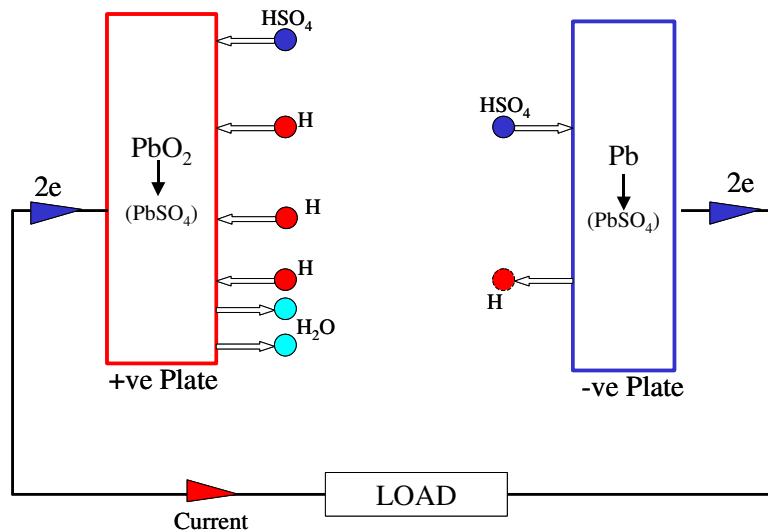 HSO₄
H
PbO₂
(PbSO₄)
2e
H
H
H₂O
+ve Plate
HSO₄
Pb
(PbSO₄)
2e
H
-ve Plate
LOAD
Current